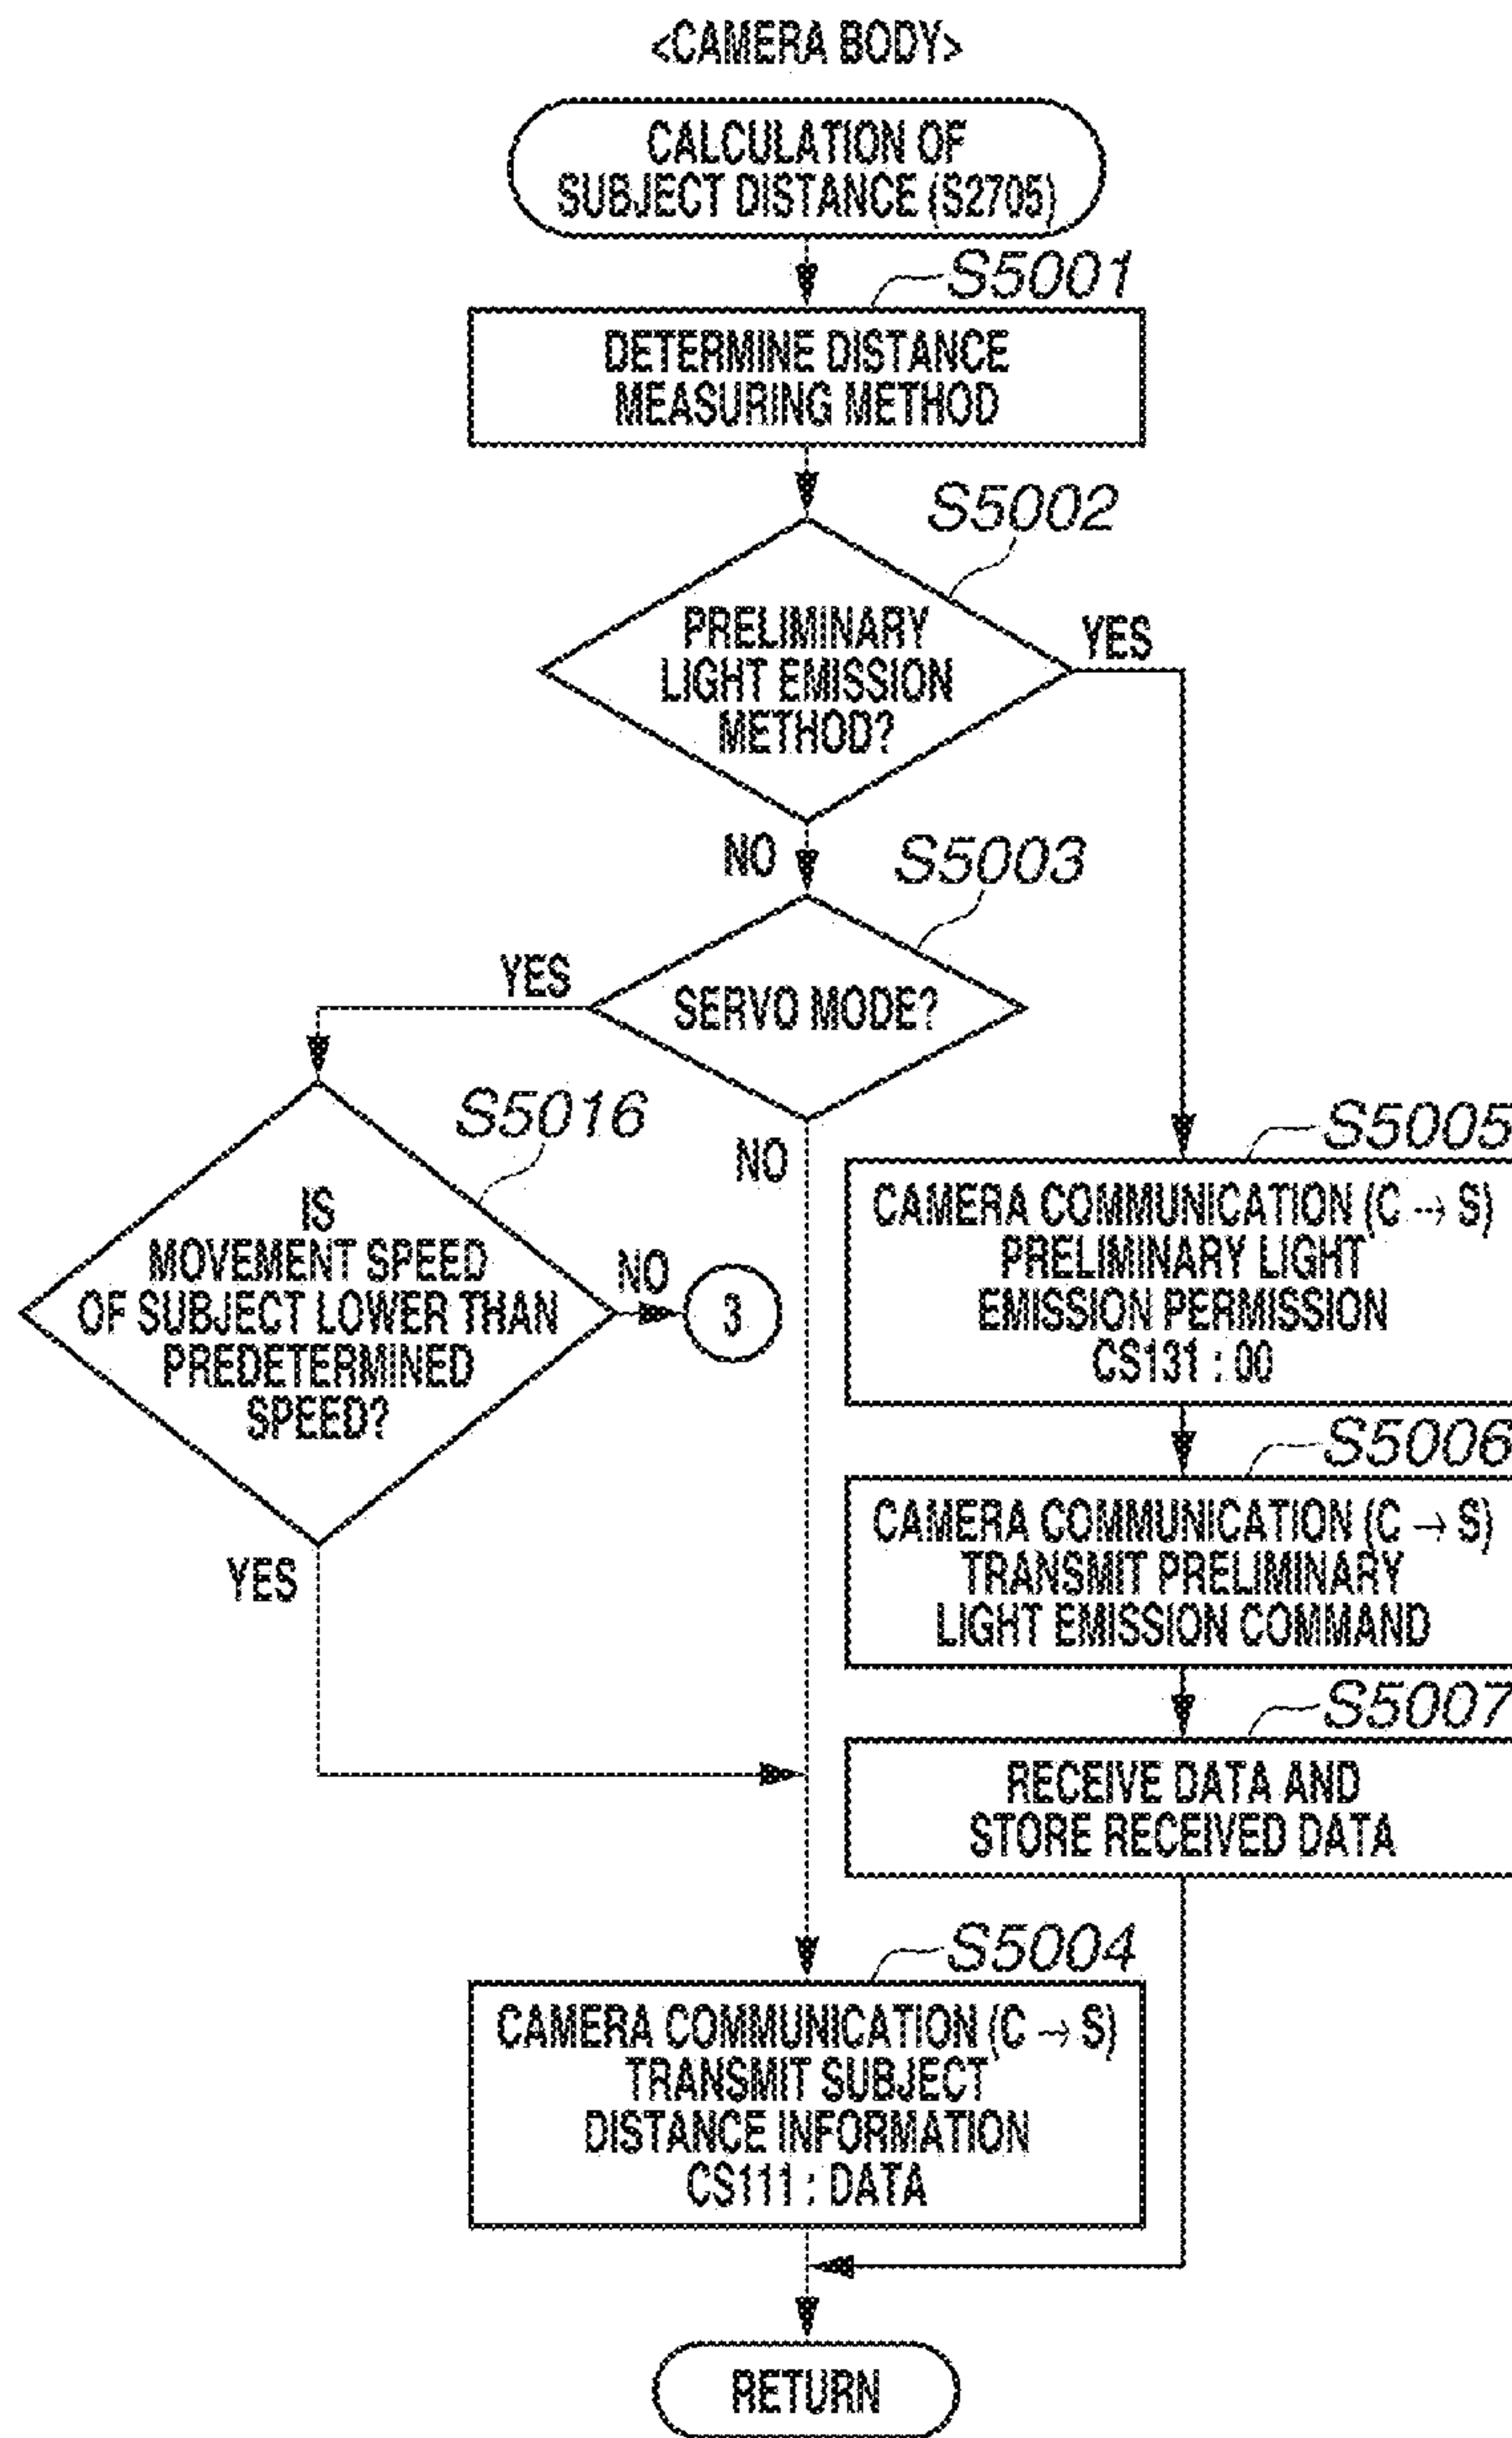 <CAMERA BODY>
CALCULATION OF
SUBJECT DISTANCE (S2705)
S5001
DETERMINE DISTANCE
MEASURING METHOD
S5002
PRELIMINARY
LIGHT EMISSION
METHOD?
YES
NO
S5003
SERVO MODE?
YES
NO
S5016
IS
MOVEMENT SPEED
OF SUBJECT LOWER THAN
PREDETERMINED
SPEED?
NO
3
YES
S5005
CAMERA COMMUNICATION (C → S)
PRELIMINARY LIGHT
EMISSION PERMISSION
CS131 : 00
S5006
CAMERA COMMUNICATION (C → S)
TRANSMIT PRELIMINARY
LIGHT EMISSION COMMAND
S5007
RECEIVE DATA AND
STORE RECEIVED DATA
S5004
CAMERA COMMUNICATION (C → S)
TRANSMIT SUBJECT
DISTANCE INFORMATION
CS111 : DATA
RETURN